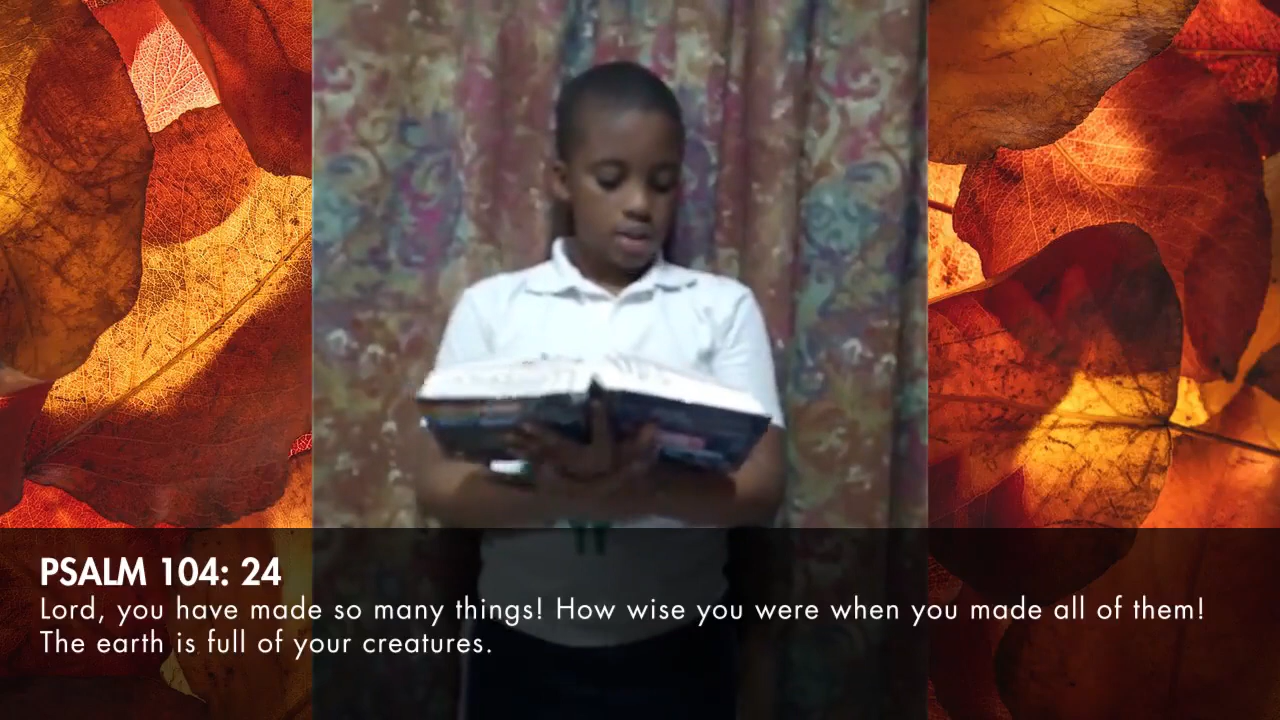 PSALM 104: 24
Lord, you have made so many things! How wise you were when you made all of them!
The earth is full of your creatures.